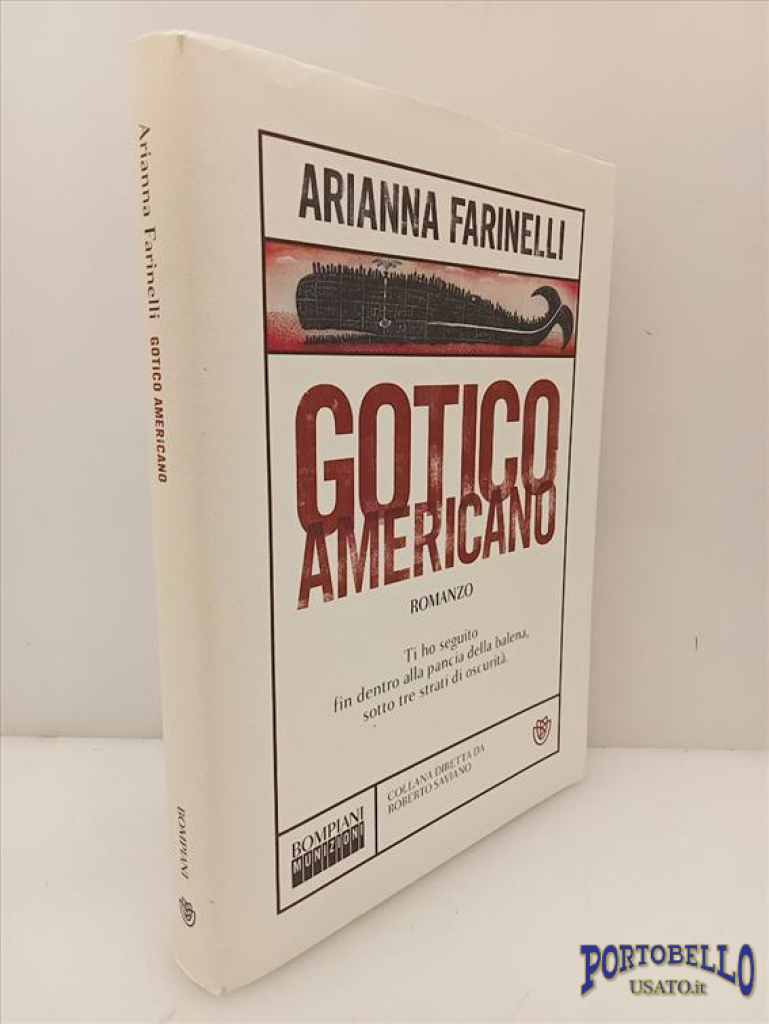 Arianna Farinelli GOTICO AMERICANO
BOMPIANI
ARIANNA FARINELLI
GOTICO
AMERICANO
ROMANZO
Ti ho seguito
fin dentro alla pancia della balena,
sotto tre strati di oscurità.
BOMPIANI
MUNIZIONI
COLLANA DIRETTA DA
ROBERTO SAVIANO
PORTOBELLO
USATO.it